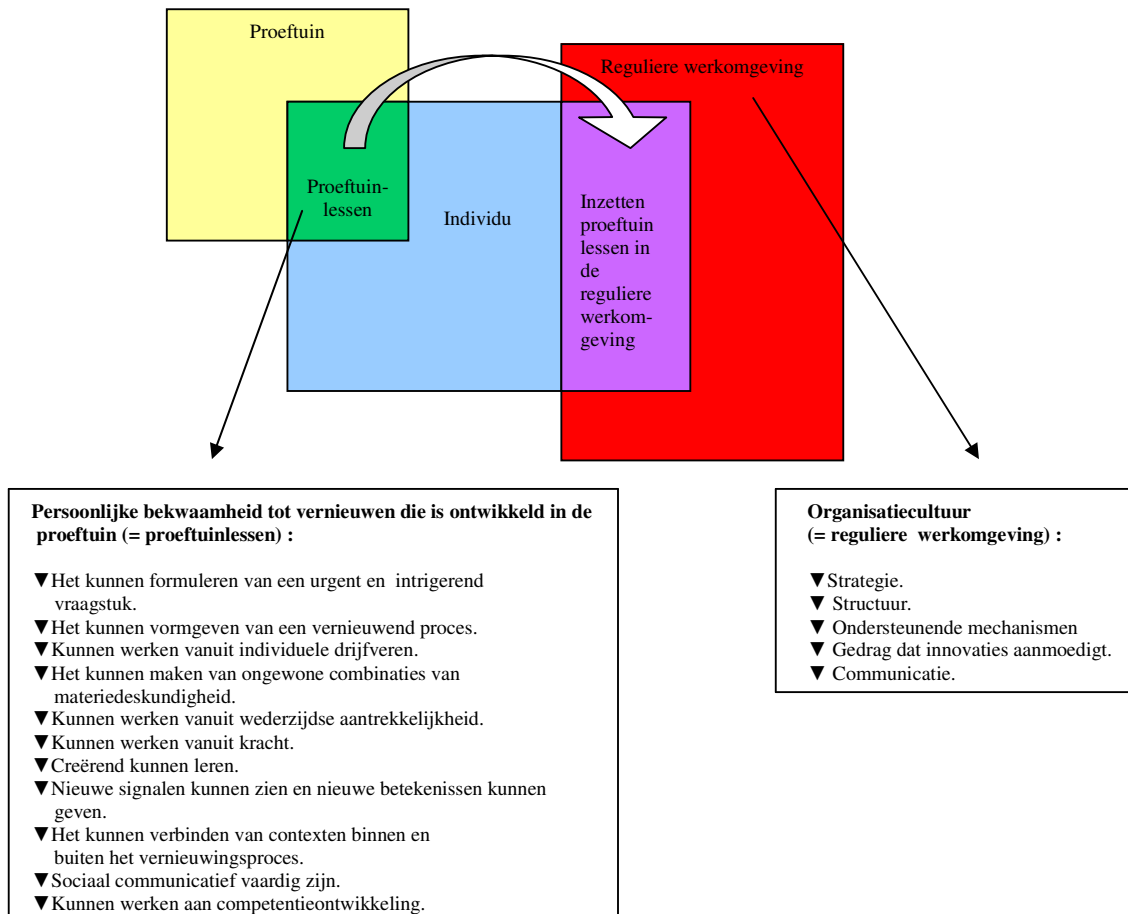 Proeftuin
Reguliere werkomgeving
Proeftuin-
lessen
Individu
Inzetten
proeftuin
lessen in
de
reguliere
werkom-
geving
Persoonlijke bekwaamheid tot vernieuwen die is ontwikkeld in de
proeftuin (= proeftuinlessen) :
▼Het kunnen formuleren van een urgent en intrigerend
vraagstuk.
▼Het kunnen vormgeven van een vernieuwend proces.
▼Kunnen werken vanuit individuele drijfveren.
▼Het kunnen maken van ongewone combinaties van
materiedeskundigheid.
▼Kunnen werken vanuit wederzijdse aantrekkelijkheid.
▼Kunnen werken vanuit kracht.
▼Creërend kunnen leren.
▼Nieuwe signalen kunnen zien en nieuwe betekenissen kunnen
geven.
▼Het kunnen verbinden van contexten binnen en
buiten het vernieuwingsproces.
▼Sociaal communicatief vaardig zijn.
▼Kunnen werken aan competentieontwikkeling.
Organisatiecultuur
(= reguliere werkomgeving) :
▼Strategie.
▼ Structuur.
▼ Ondersteunende mechanismen
▼ Gedrag dat innovaties aanmoedigt.
▼ Communicatie.